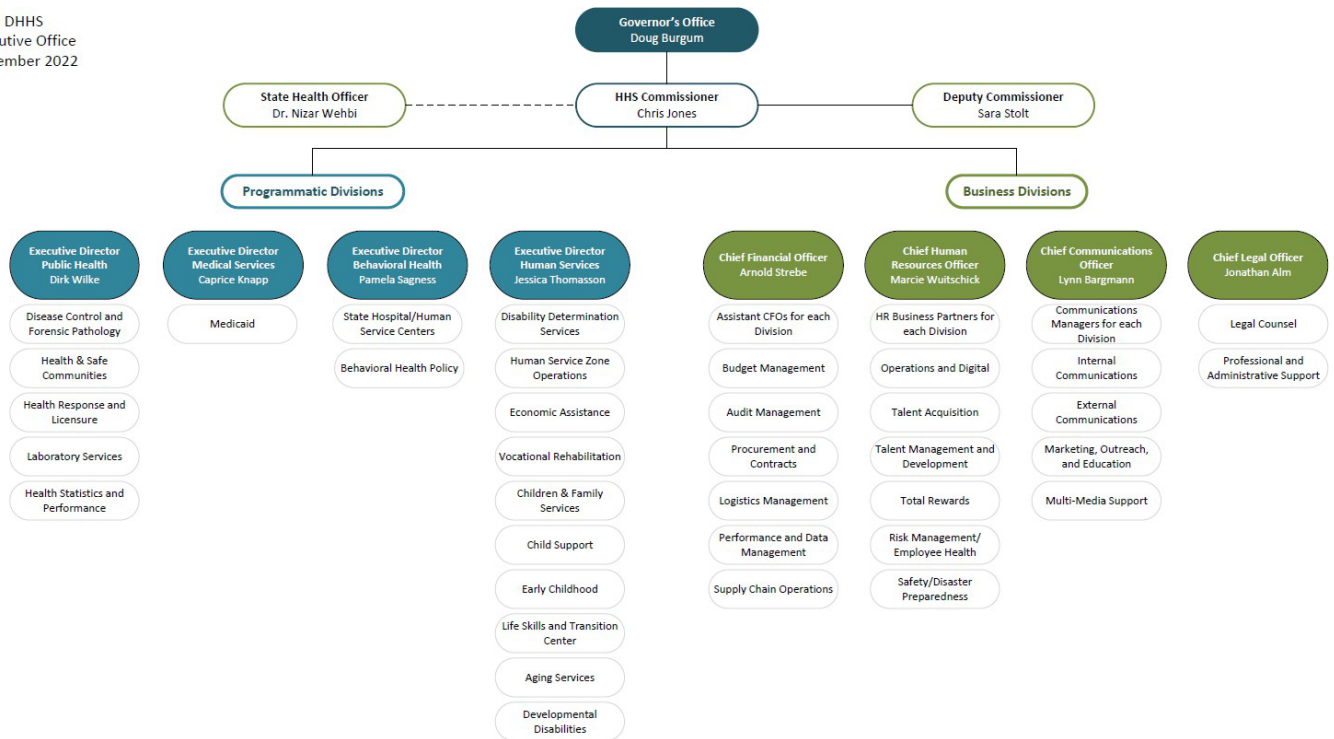 DHHS
utive Office
ember 2022
Governor's Office
Doug Burgum
State Health Officer
Dr. Nizar Wehbi
HHS Commissioner
Chris Jones
Deputy Commissioner
Sara Stolt
Programmatic Divisions
Business Divisions
Executive Director
Public Health
Dirk Wilke
Disease Control and
Forensic Pathology
Health & Safe
Communities
Health Response and
Licensure
Laboratory Services
Health Statistics and
Performance
Executive Director
Medical Services
Caprice Knapp
Medicaid
Executive Director
Behavioral Health
Pamela Sagness
State Hospital/Human
Service Centers
Behavioral Health Policy
Executive Director
Human Services
Jessica Thomasson
Disability Determination
Services
Human Service Zone
Operations
Economic Assistance
Vocational Rehabilitation
Children & Family
Services
Child Support
Early Childhood
Life Skills and Transition
Center
Aging Services
Developmental
Disabilities
Chief Financial Officer
Arnold Strebe
Assistant CFOs for each
Division
Budget Management
Audit Management
Procurement and
Contracts
Logistics Management
Performance and Data
Management
Supply Chain Operations
Chief Human
Resources Officer
Marcie Wuitschick
HR Business Partners for
each Division
Operations and Digital
Talent Acquisition
Talent Management and
Development
Total Rewards
Risk Management/
Employee Health
Safety/Disaster
Preparedness
Chief Communications
Officer
Lynn Bargmann
Communications
Managers for each
Division
Internal
Communications
External
Communications
Marketing, Outreach,
and Education
Multi-Media Support
Chief Legal Officer
Jonathan Alm
Legal Counsel
Professional and
Administrative Support